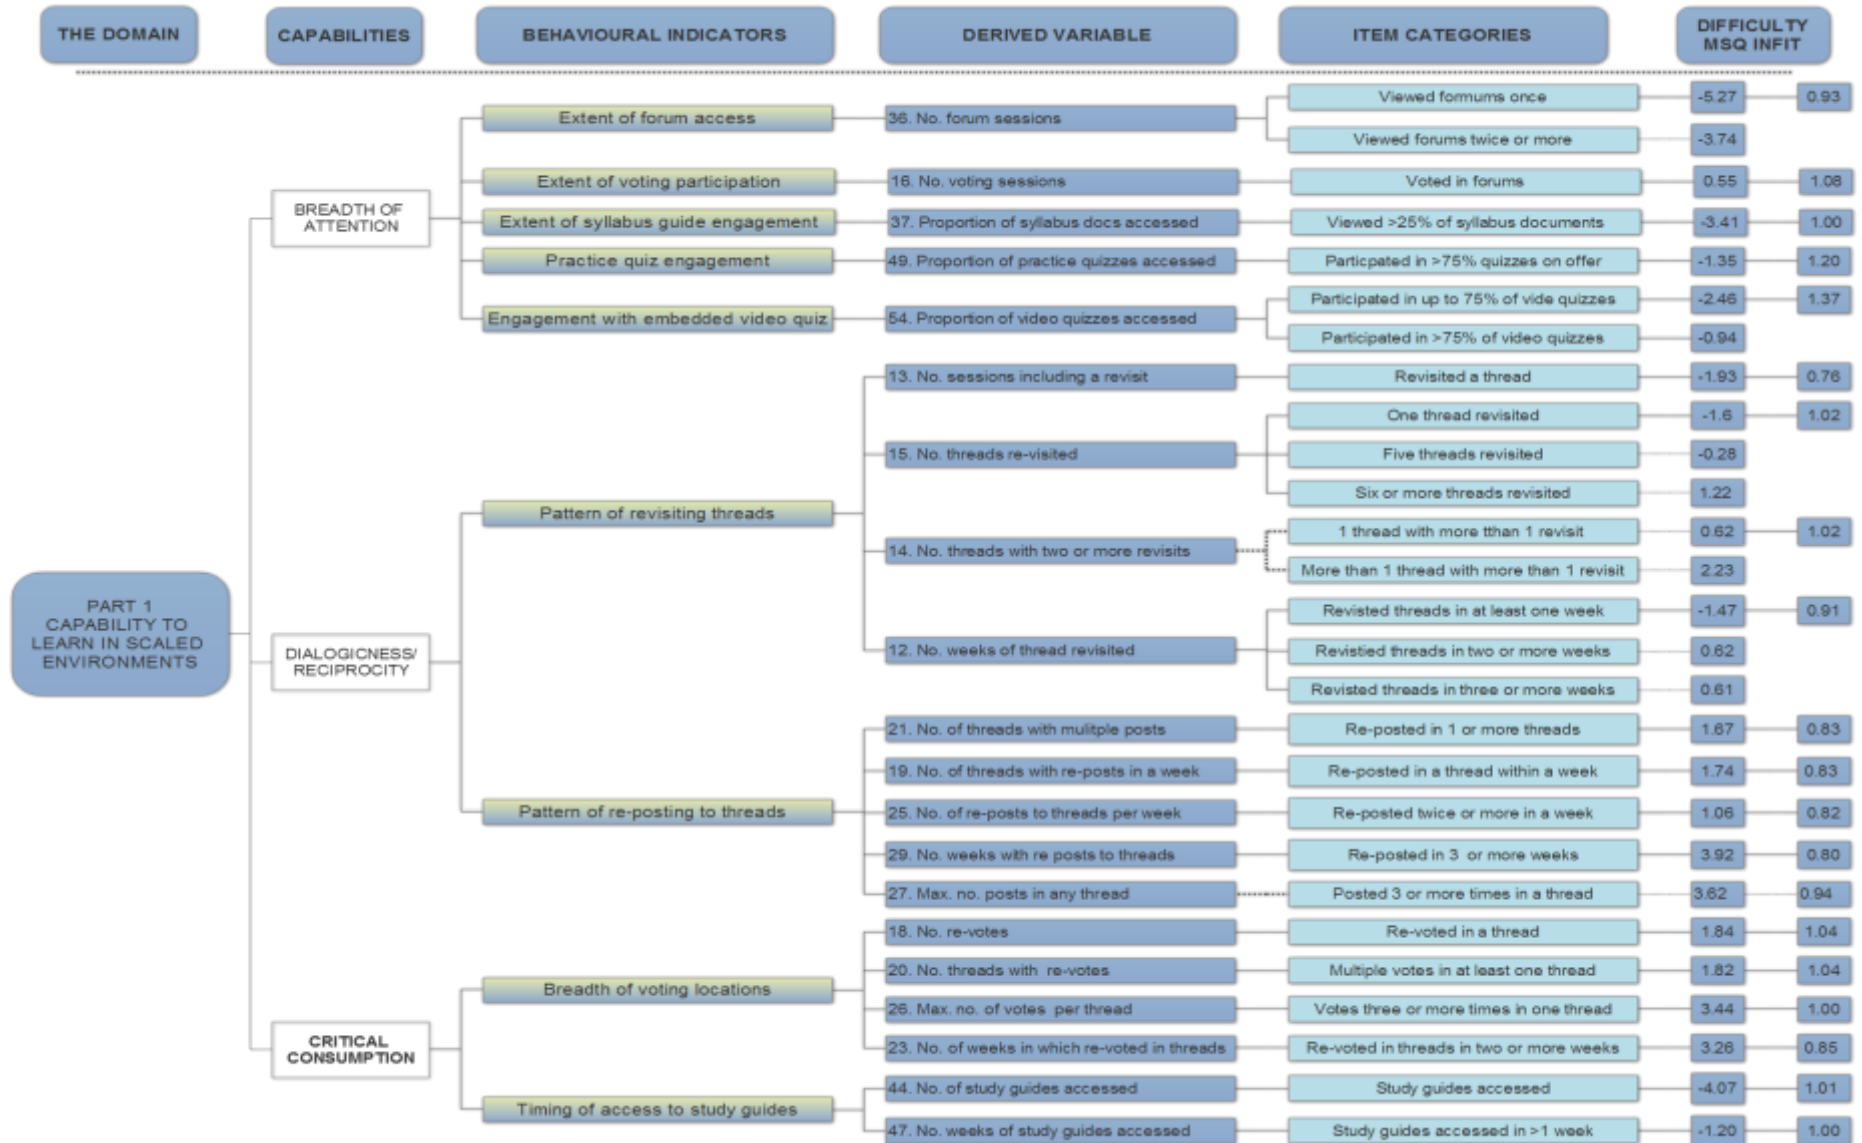 THE DOMAIN
CAPABILITIES
BEHAVIOURAL INDICATORS
DERIVED VARIABLE
ITEM CATEGORIES
DIFFICULTY
MSQ INFIT
PART 1
CAPABILITY TO
LEARN IN SCALED
ENVIRONMENTS
BREADTH OF
ATTENTION
Extent of forum access
36. No. forum sessions
Viewed formums once
-5.27
0.93
Viewed forums twice or more
-3.74
Extent of voting participation
16. No. voting sessions
Voted in forums
0.55
1.08
Extent of syllabus guide engagement
37. Proportion of syllabus docs accessed
Viewed >25% of syllabus documents
-3.41
1.00
Practice quiz engagement
49. Proportion of practice quizzes accessed
Particpated in >75% quizzes on offer
-1.35
1.20
Engagement with embedded video quiz
54. Proportion of video quizzes accessed
Participated in up to 75% of vide quizzes
-2.46
1.37
Participated in >75% of video quizzes
-0.94
DIALOGICNESS/
RECIPROCITY
Pattern of revisiting threads
13. No. sessions including a revisit
Revisited a thread
-1.93
0.76
15. No. threads re-visited
One thread revisited
-1.6
1.02
Five threads revisited
-0.28
Six or more threads revisited
1.22
14. No. threads with two or more revisits
1 thread with more tthan 1 revisit
0.62
1.02
More than 1 thread with more than 1 revisit
2.23
12. No. weeks of thread revisited
Revisted threads in at least one week
-1.47
0.91
Revistied threads in two or more weeks
0.62
Revisted threads in three or more weeks
0.61
Pattern of re-posting to threads
21. No. of threads with mulitple posts
Re-posted in 1 or more threads
1.67
0.83
19. No. of threads with re-posts in a week
Re-posted in a thread within a week
1.74
0.83
25. No. of re-posts to threads per week
Re-posted twice or more in a week
1.06
0.82
29. No. weeks with re posts to threads
Re-posted in 3 or more weeks
3.92
0.80
27. Max. no. posts in any thread
Posted 3 or more times in a thread
3.62
0.94
CRITICAL
CONSUMPTION
Breadth of voting locations
18. No. re-votes
Re-voted in a thread
1.84
1.04
20. No. threads with re-votes
Multiple votes in at least one thread
1.82
1.04
26. Max. no. of votes per thread
Votes three or more times in one thread
3.44
1.00
23. No. of weeks in which re-voted in threads
Re-voted in threads in two or more weeks
3.26
0.85
Timing of access to study guides
44. No. of study guides accessed
Study guides accessed
-4.07
1.01
47. No. weeks of study guides accessed
Study guides accessed in >1 week
-1.20
1.00